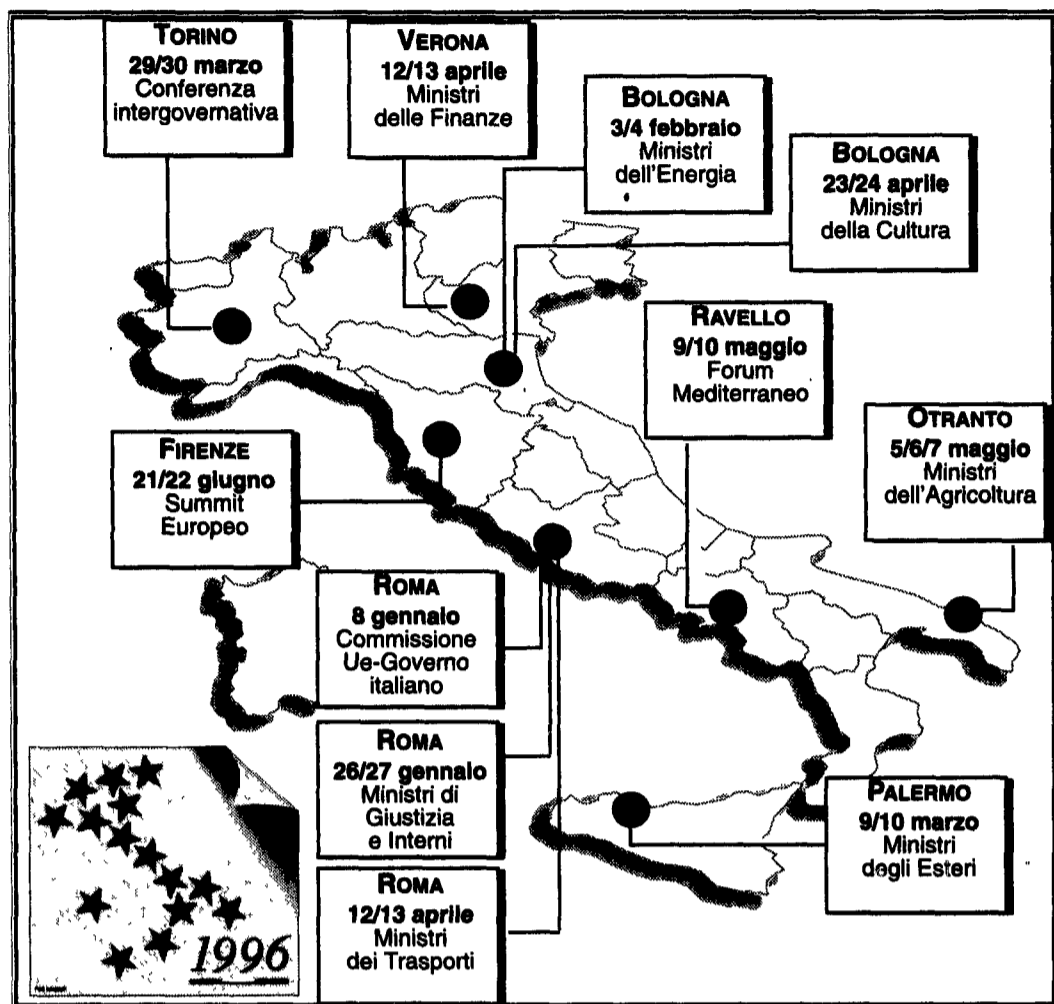 TORINO
29/30 marzo
Conferenza
intergovernativa
VERONA
12/13 aprile
Ministri
delle Finanze
BOLOGNA
3/4 febbraio
Ministri
dell'Energia
BOLOGNA
23/24 aprile
Ministri
della Cultura
RAVELLO
9/10 maggio
Forum
Mediterraneo
OTRANTO
5/6/7 maggio
Ministri
dell'Agricoltura
FIRENZE
21/22 giugno
Summit
Europeo
ROMA
8 gennaio
Commissione
Ue-Governo
italiano
ROMA
26/27 gennaio
Ministri di
Giustizia
e Interni
ROMA
12/13 aprile
Ministri
dei Trasporti
PALERMO
9/10 marzo
Ministri
degli Esteri
1996